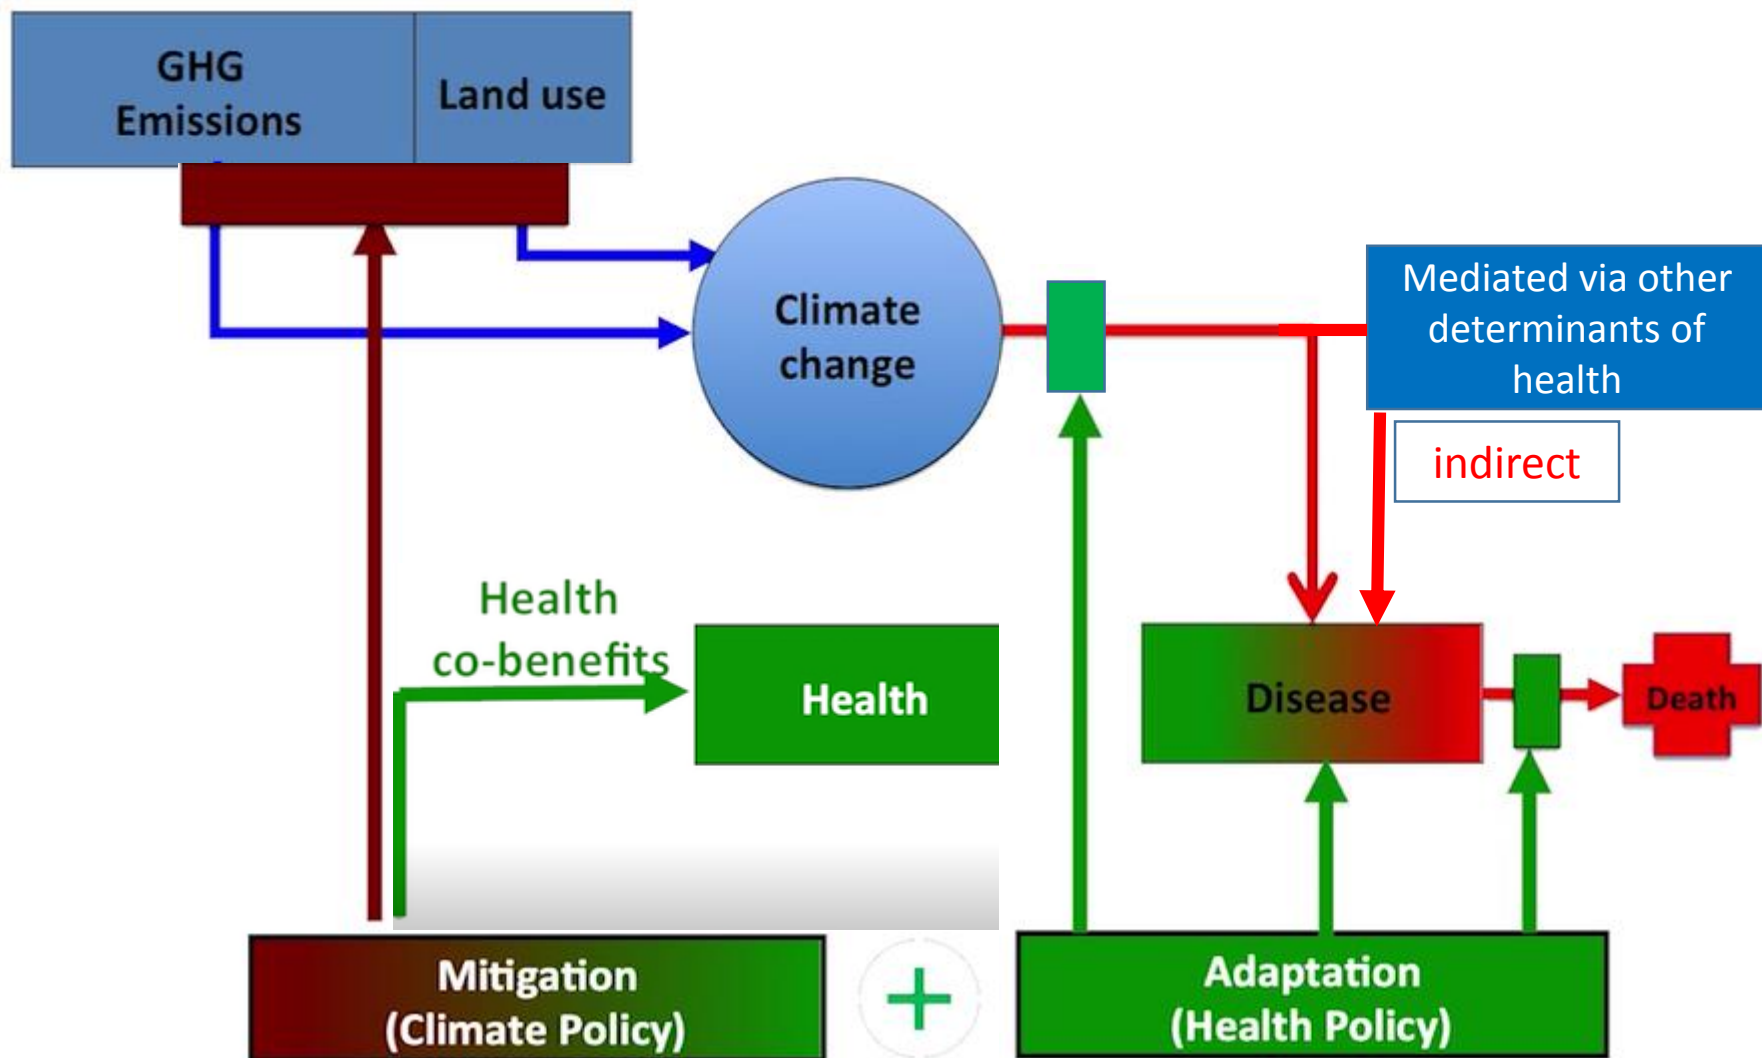 GHG
Emissions
Land use
Climate
change
Mediated via other
determinants of
health
indirect
Health
co-benefits
Health
Disease
Death
Mitigation
(Climate Policy)
Adaptation
(Health Policy)